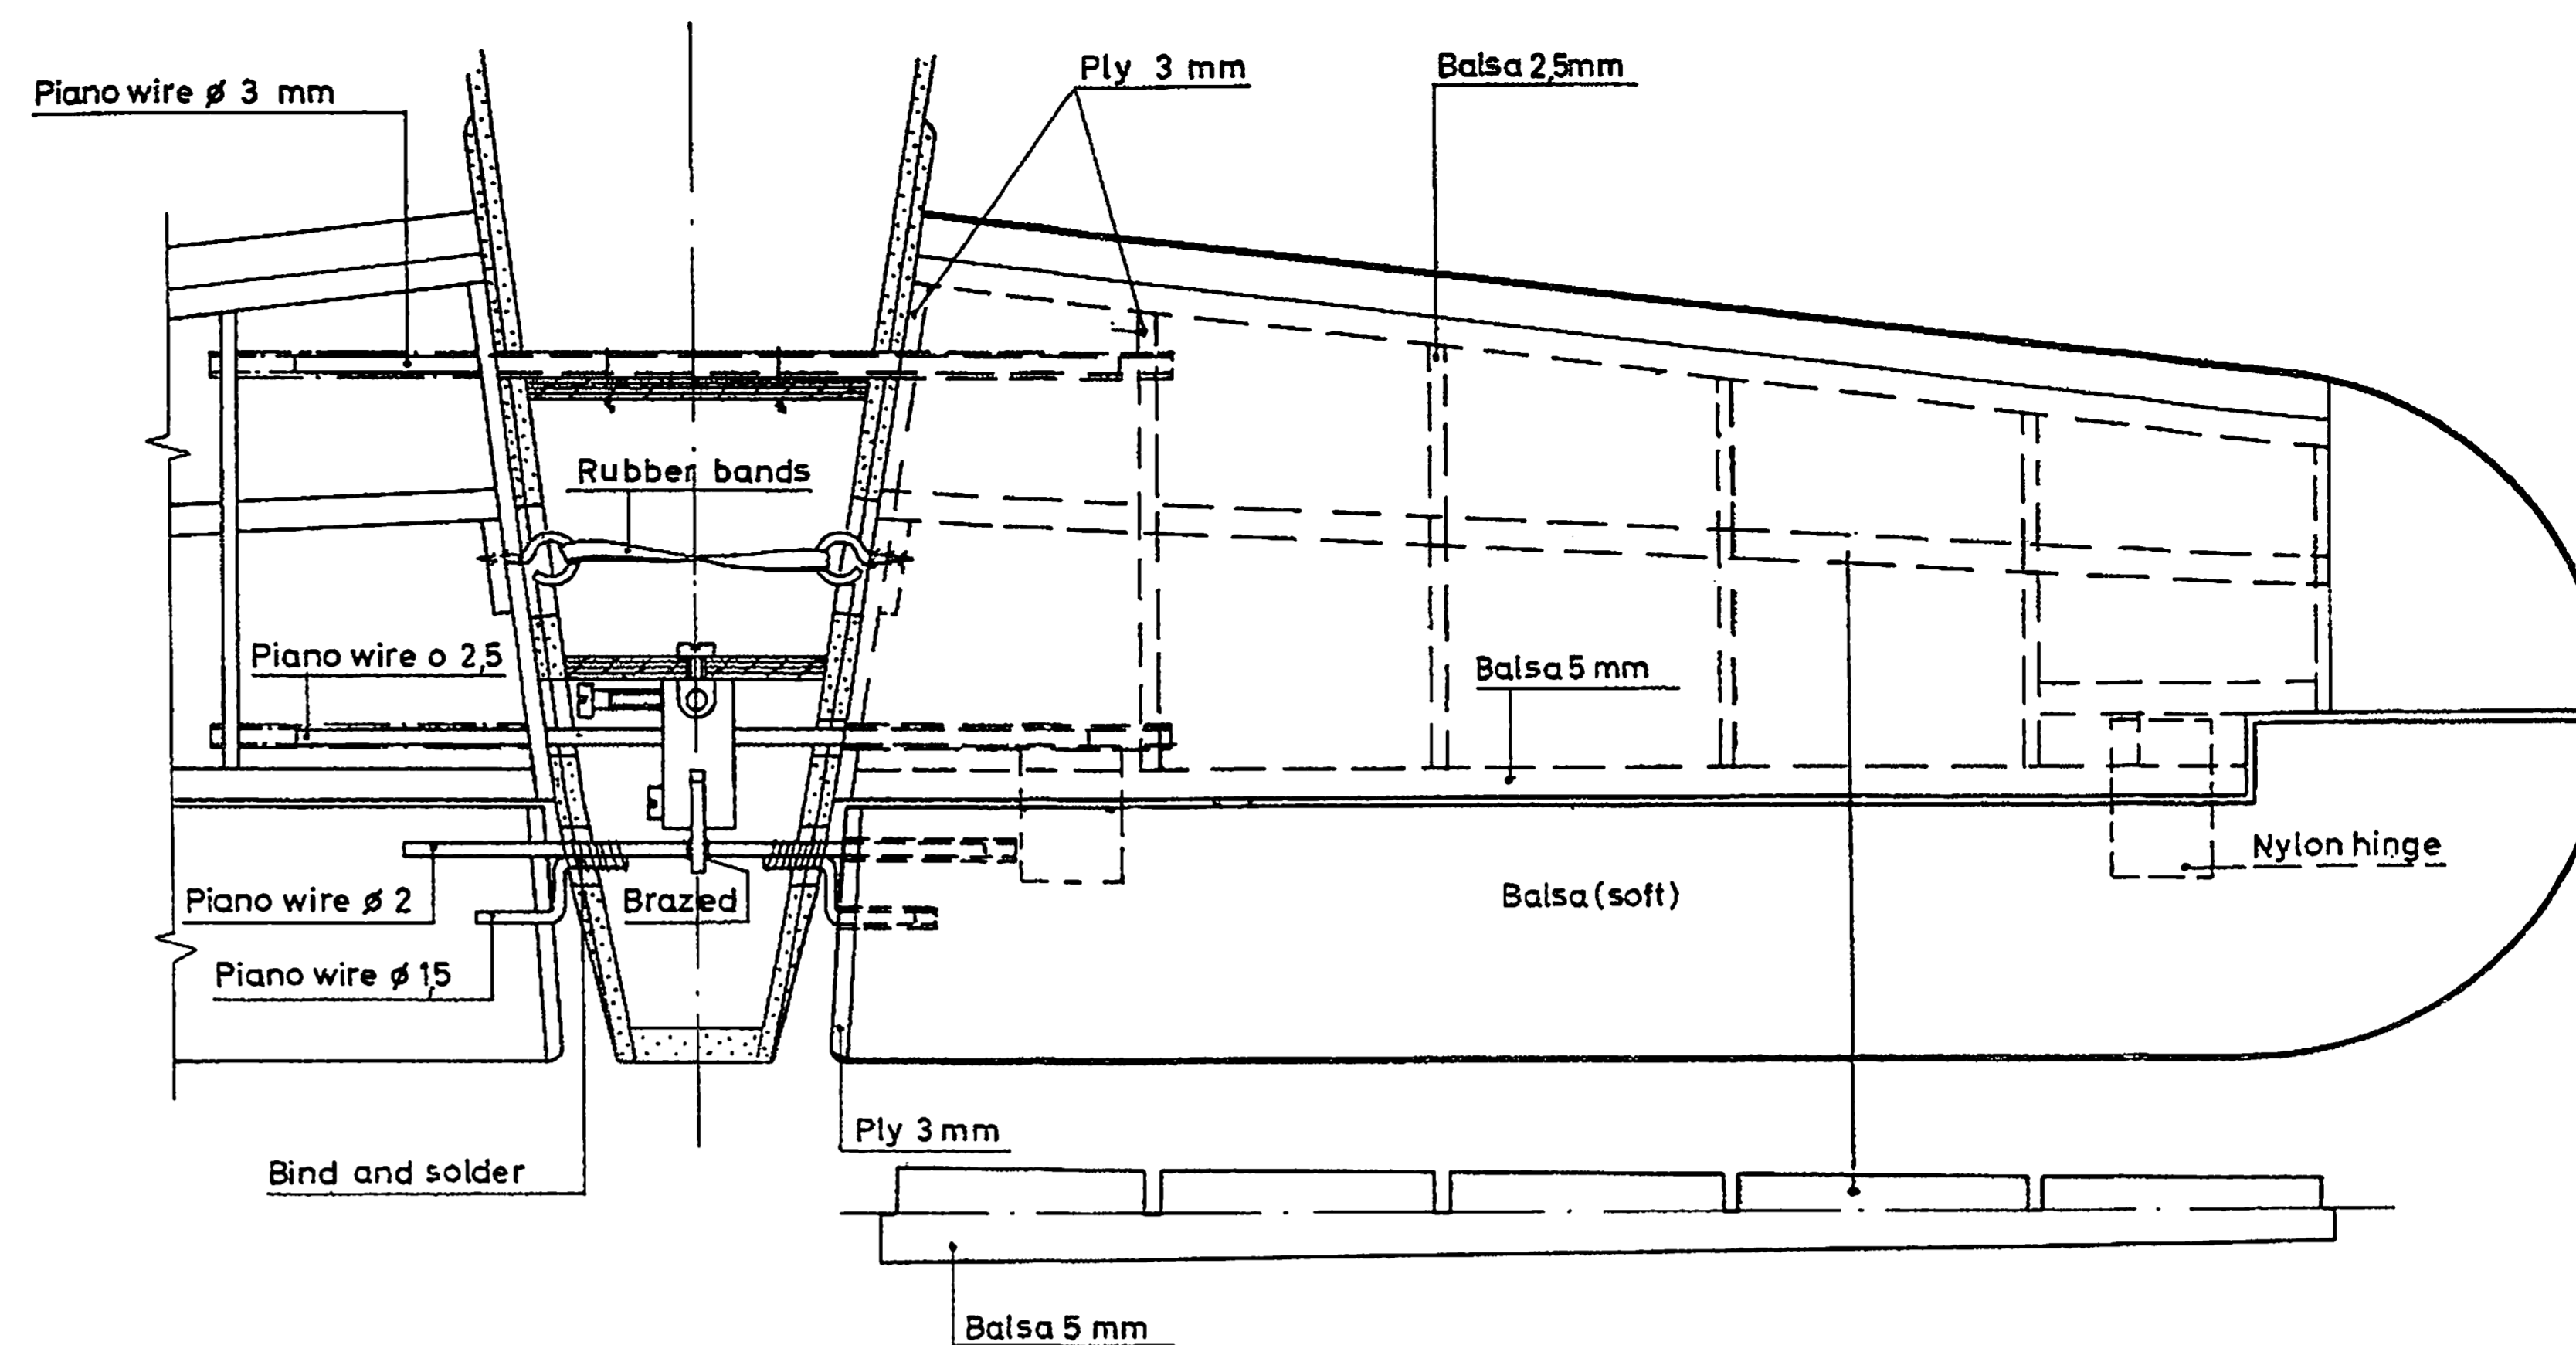 Piano wire ø 3 mm
Ply 3 mm
Balsa 2,5mm
Rubber bands
Piano wire o 2,5
Balsa 5 mm
Nylon hinge
Piano wire ø 2
Brazed
Balsa (soft)
Piano wire ø 1,5
Ply 3 mm
Bind and solder
Balsa 5 mm